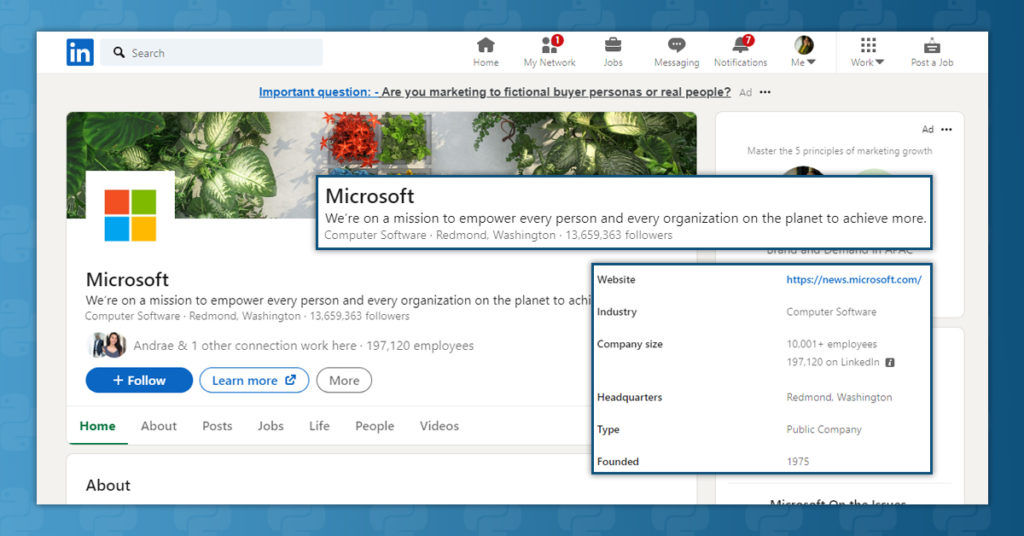 in
Search
Home
1
My Network
Jobs
Messaging
7
Notifications
Me
Work
Post a Job
Important question: - Are you marketing to fictional buyer personas or real people? Ad •••
Ad •••
Master the 5 principles of marketing growth
Brand and Demand in APAC
Microsoft
We're on a mission to empower every person and every organization on the planet to achieve more.
Computer Software · Redmond, Washington · 13,659,363 followers
Microsoft
We're on a mission to empower every person and every organization on the planet to achi
Computer Software · Redmond, Washington · 13,659,363 followers
Andrae & 1 other connection work here · 197,120 employees
+ Follow
Learn more
More
Home
About
Posts
Jobs
Life
People
Videos
About
Website https://news.microsoft.com/
Industry Computer Software
Company size 10,001+ employees
197,120 on LinkedIn i
Headquarters Redmond, Washington
Type Public Company
Founded 1975
Microsoft On the Issues